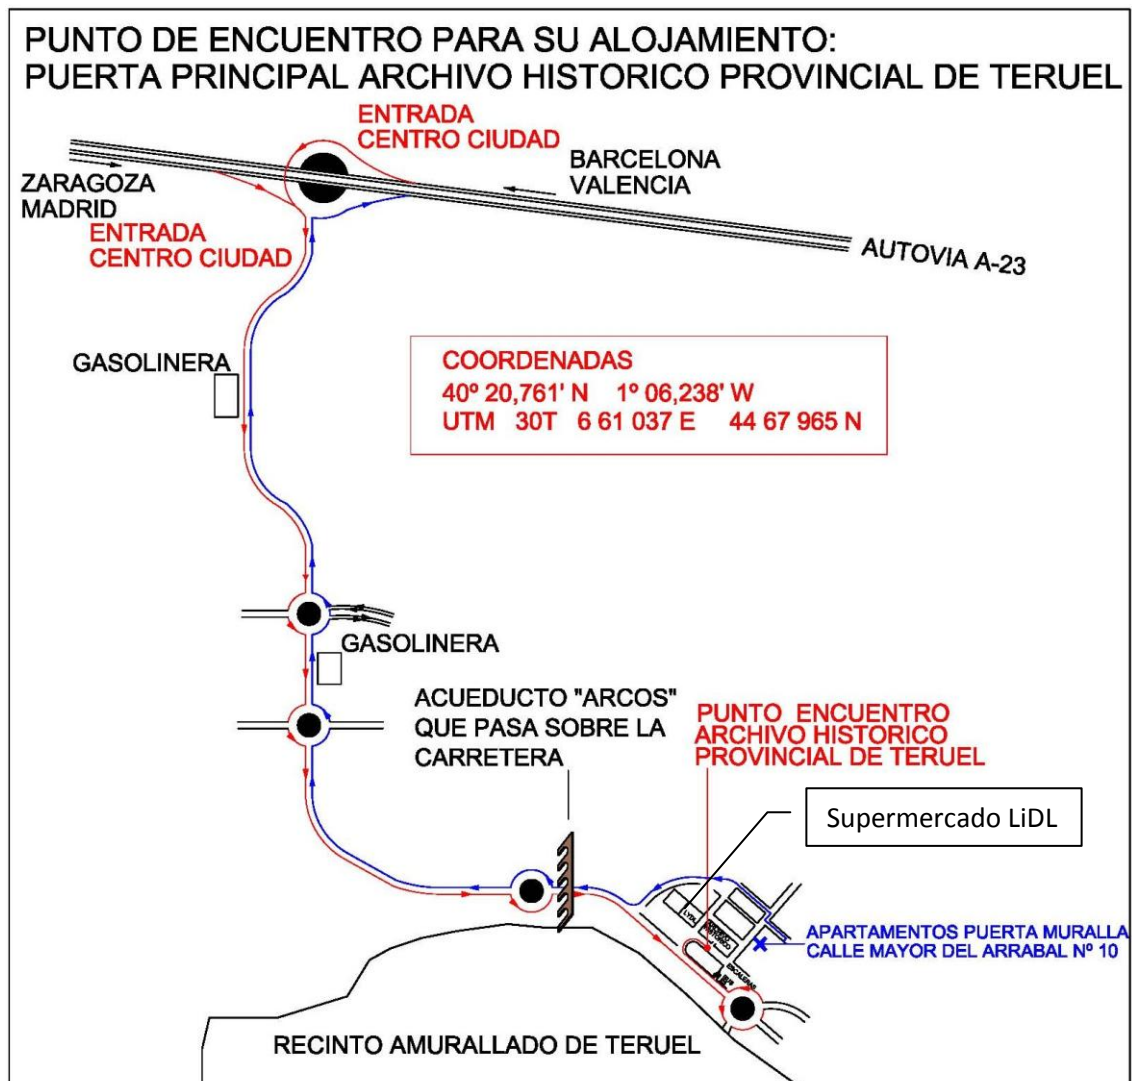 PUNTO DE ENCUENTRO PARA SU ALOJAMIENTO:
PUERTA PRINCIPAL ARCHIVO HISTORICO PROVINCIAL DE TERUEL
ENTRADA
CENTRO CIUDAD
BARCELONA
VALENCIA
ZARAGOZA
MADRID
ENTRADA
CENTRO CIUDAD
AUTOVIA A-23
GASOLINERA
COORDENADAS
40º 20,761' N 1º 06,238' W
UTM 30T 6 61 037 E 44 67 965 N
GASOLINERA
ACUEDUCTO "ARCOS"
QUE PASA SOBRE LA
CARRETERA
PUNTO ENCUENTRO
ARCHIVO HISTORICO
PROVINCIAL DE TERUEL
Supermercado LiDL
LYDL
HISTORICO
ESCALERAS
APARTAMENTOS PUERTA MURALLA
CALLE MAYOR DEL ARRABAL Nº 10
RECINTO AMURALLADO DE TERUEL